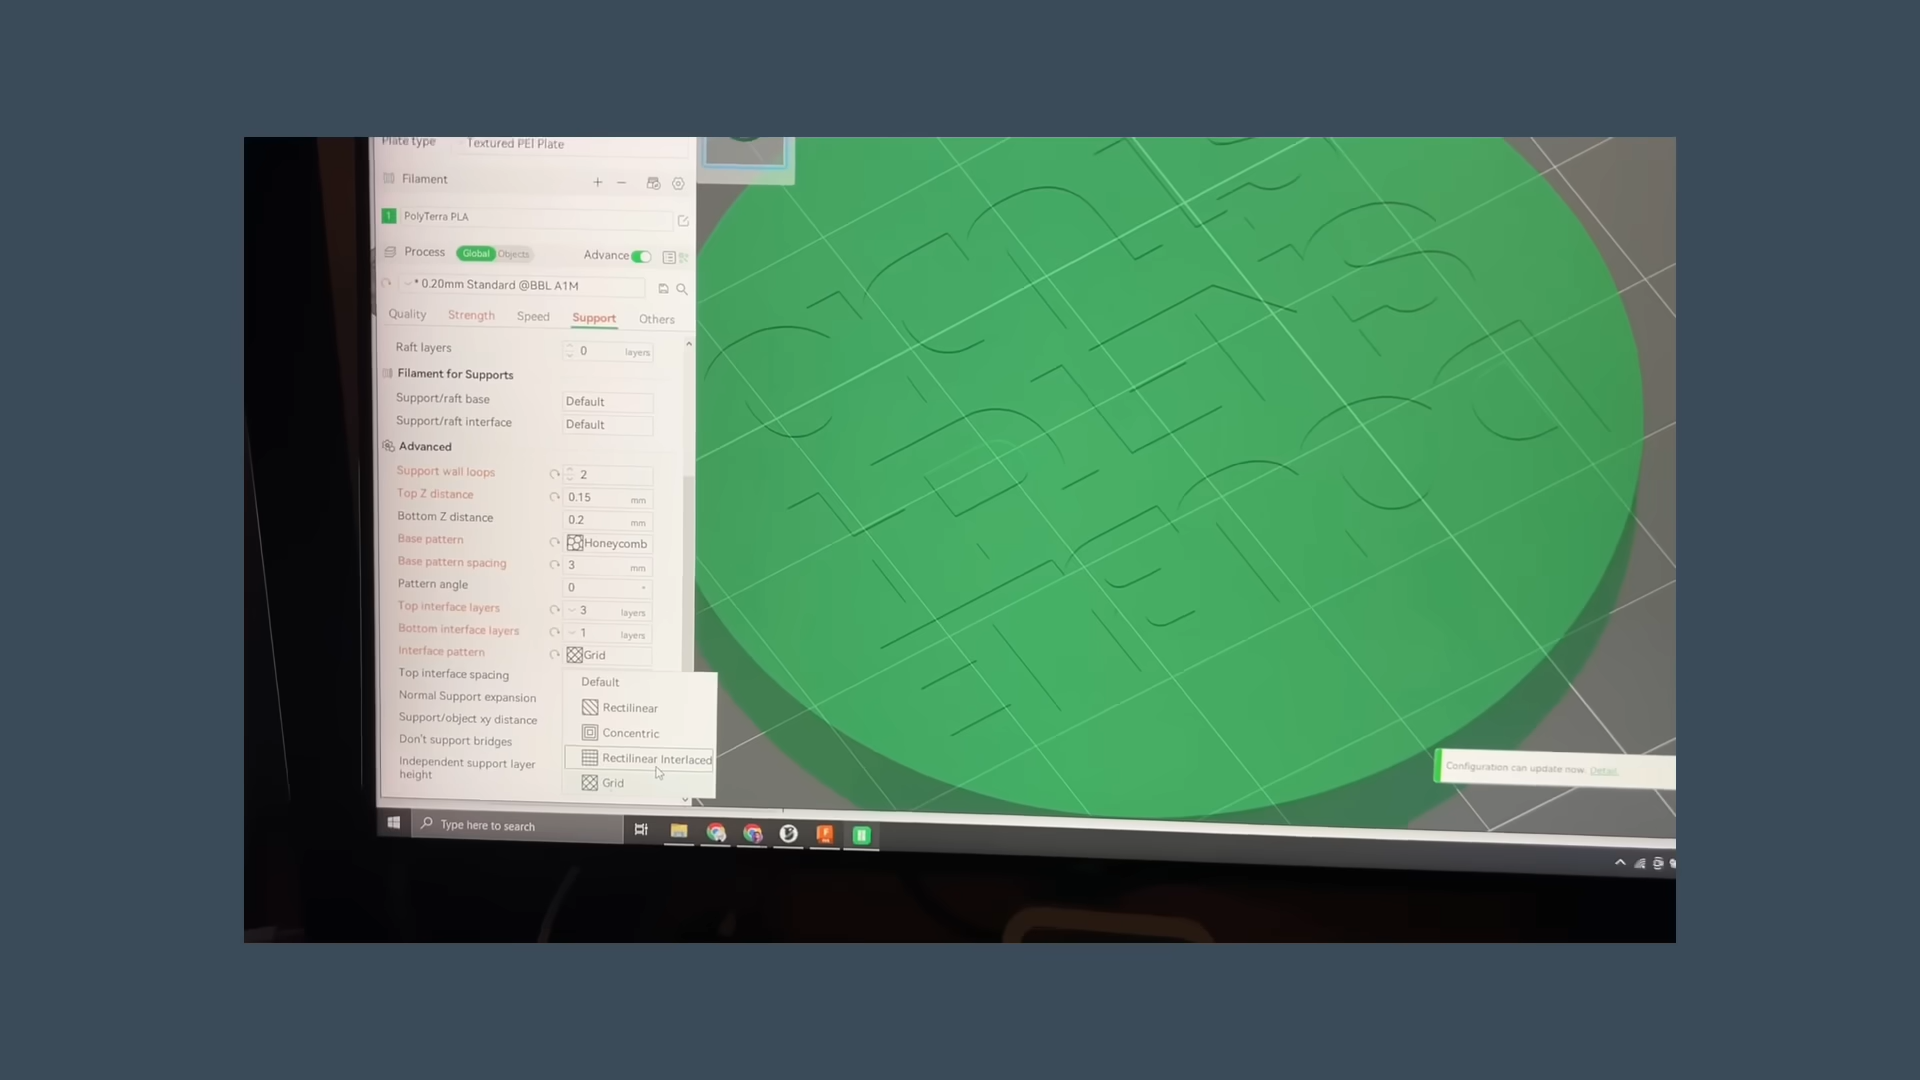 Plate type Textured PEI Plate
Filament
1 PolyTerra PLA
Process Global Objects Advance
* 0.20mm Standard @BBL A1M
Quality Strength Speed Support Others
Raft layers 0 layers
Filament for Supports
Support/raft base Default
Support/raft interface Default
Advanced
Support wall loops 2
Top Z distance 0.15 mm
Bottom Z distance 0.2 mm
Base pattern Honeycomb
Base pattern spacing 3 mm
Pattern angle 0 °
Top interface layers 3 layers
Bottom interface layers 1 layers
Interface pattern Grid
Top interface spacing
Normal Support expansion
Support/object xy distance
Don't support bridges
Independent support layer
height
Default
Rectilinear
Concentric
Rectilinear Interlaced
Grid
Configuration can update now. Detail.
Type here to search